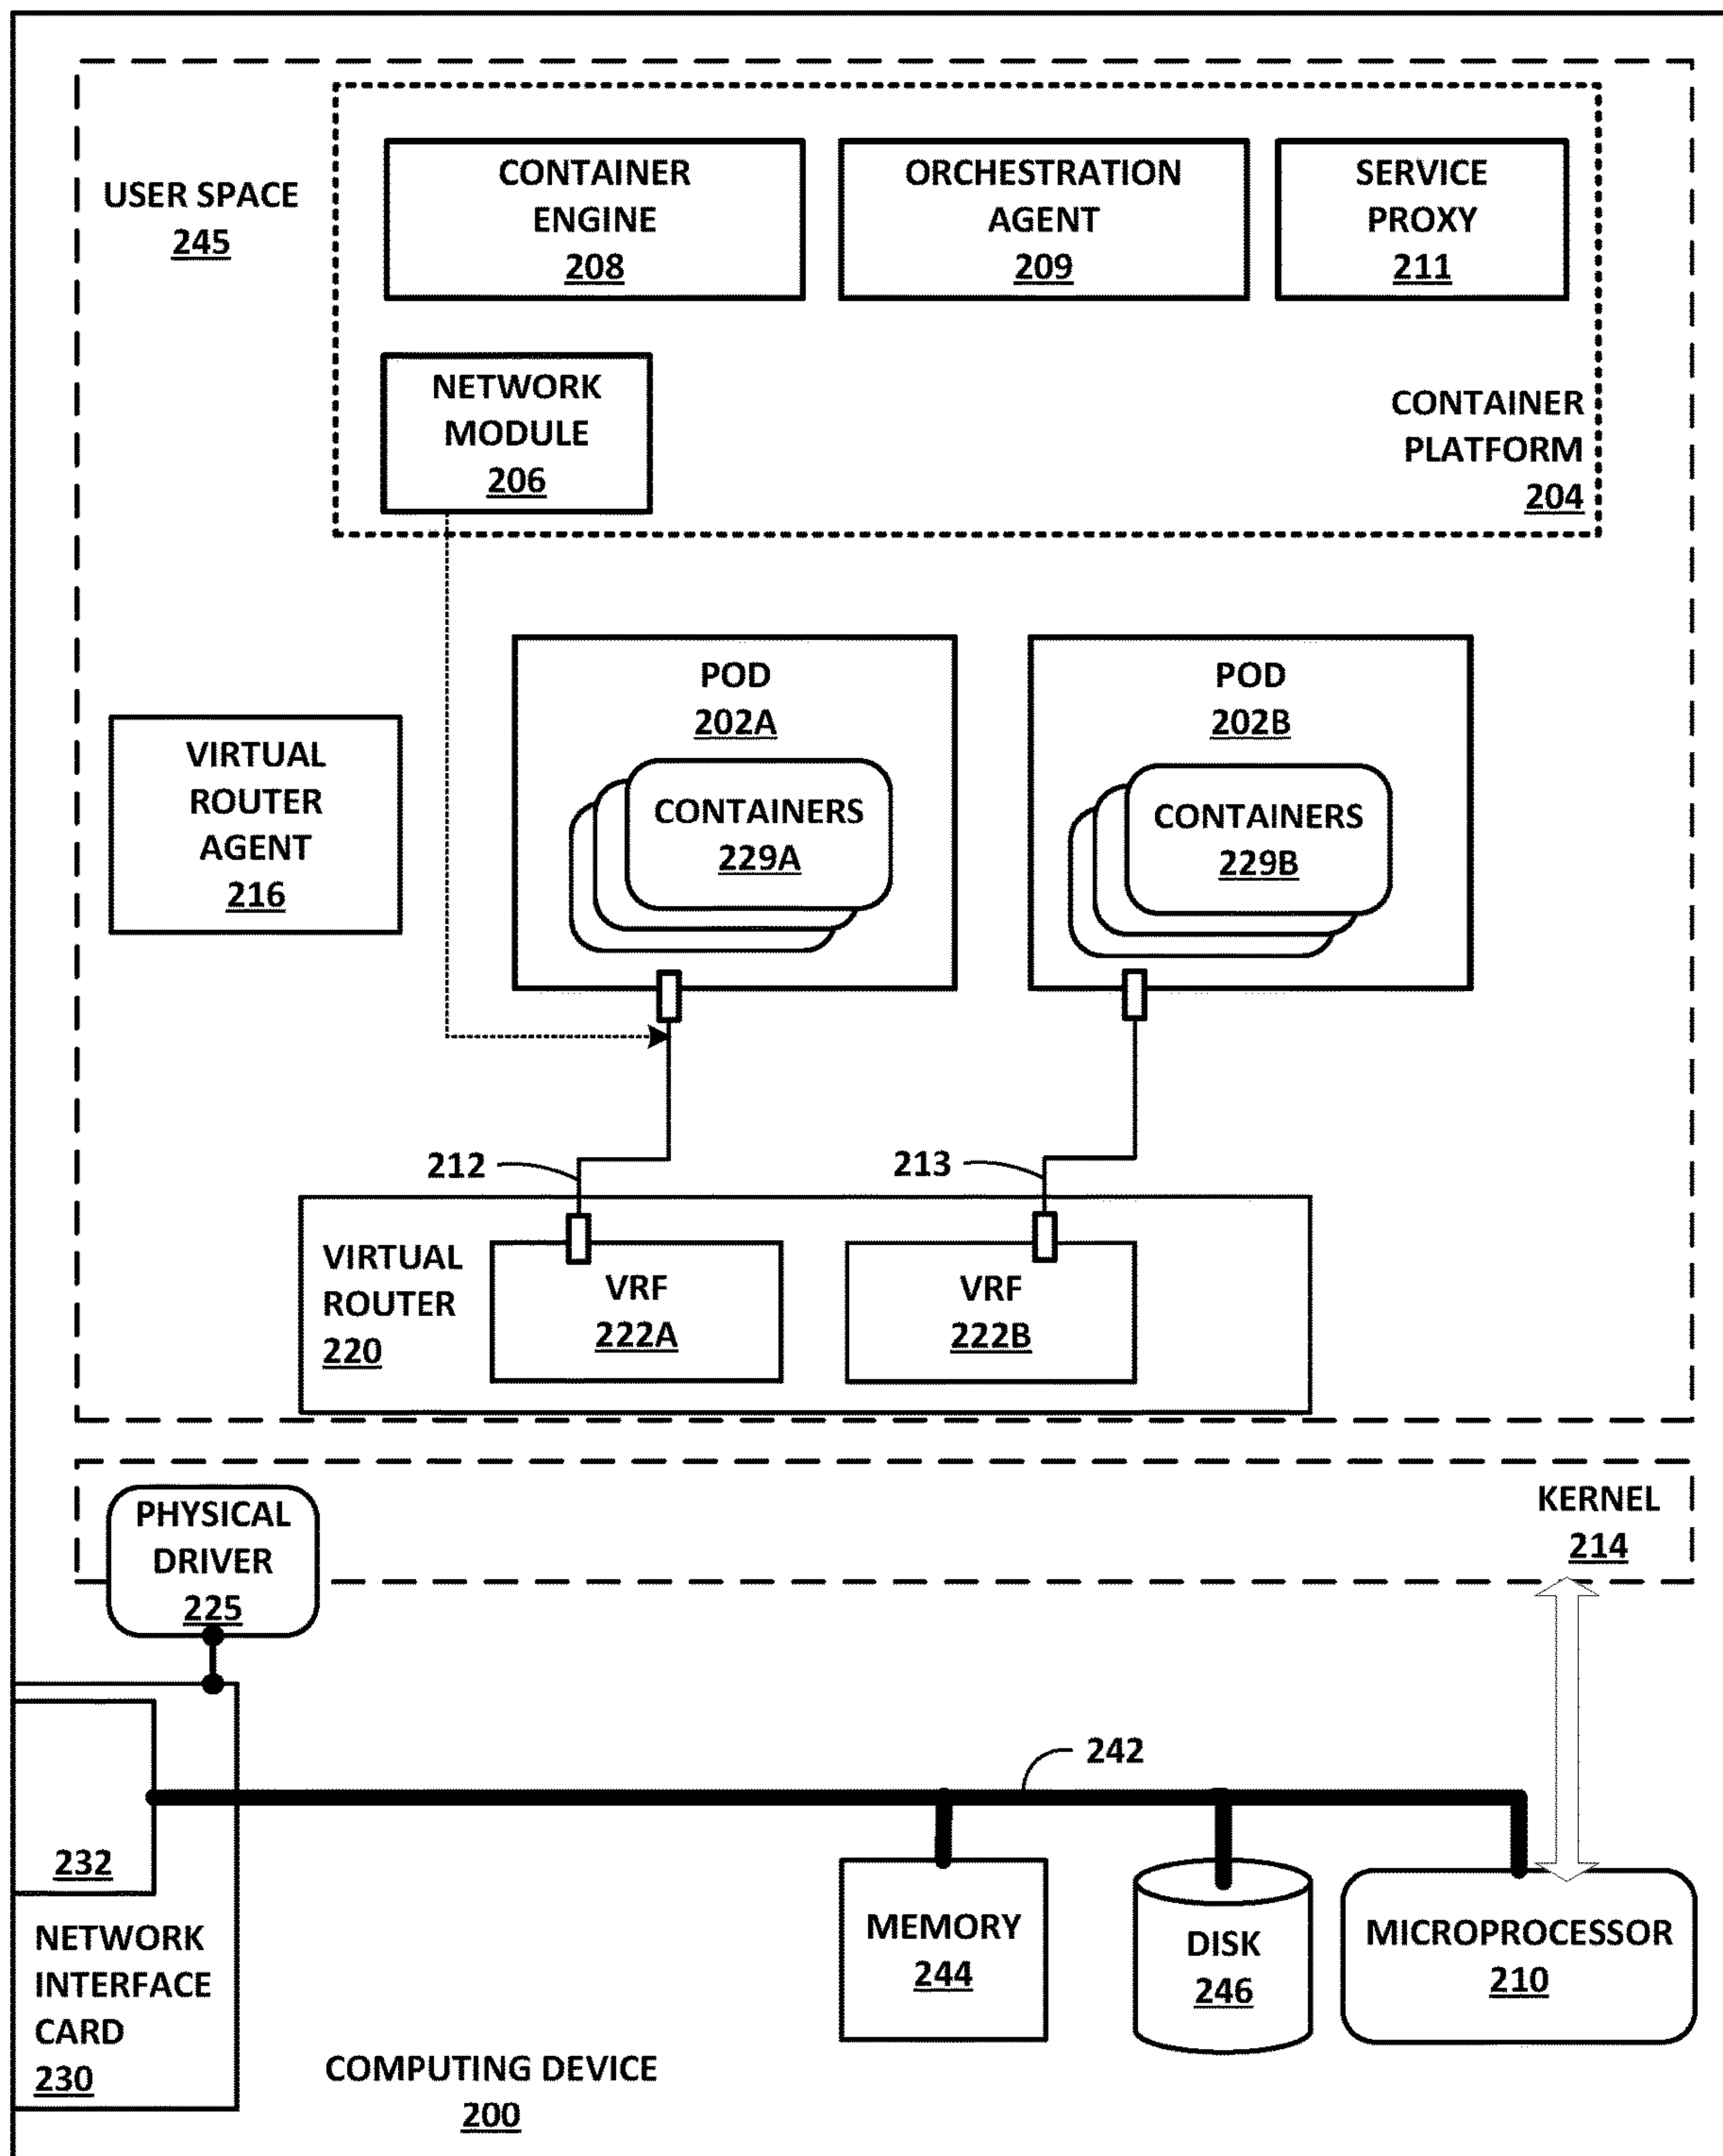 USER SPACE
245
CONTAINER
ENGINE
208
ORCHESTRATION
AGENT
209
SERVICE
PROXY
211
NETWORK
MODULE
206
CONTAINER
PLATFORM
204
POD
202A
CONTAINERS
229A
POD
202B
CONTAINERS
229B
VIRTUAL
ROUTER
AGENT
216
212
213
VIRTUAL
ROUTER
220
VRF
222A
VRF
222B
PHYSICAL
DRIVER
225
KERNEL
214
242
232
NETWORK
INTERFACE
CARD
230
MEMORY
244
DISK
246
MICROPROCESSOR
210
COMPUTING DEVICE
200